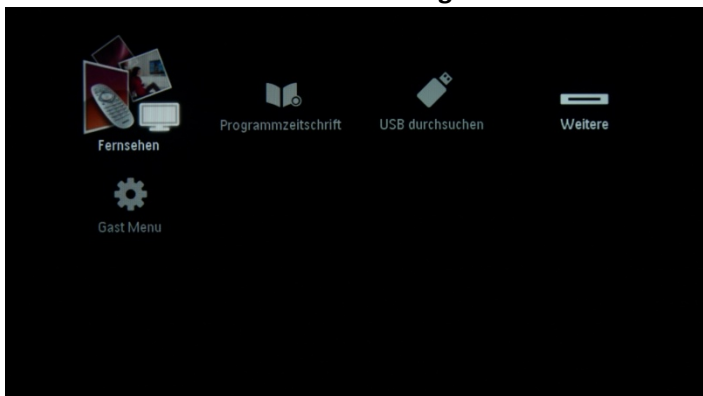 Fernsehen
Programmzeitschrift
USB durchsuchen
Weitere
Gast Menu